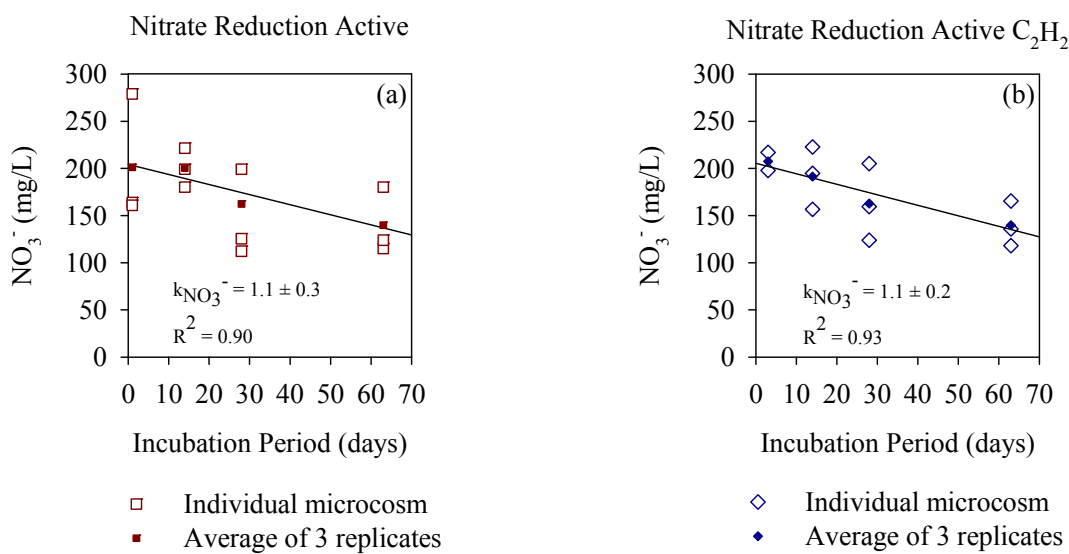 Nitrate Reduction Active
NO₃⁻ (mg/L)
300
250
200
150
100
50
0
(a)
k_NO₃⁻ = 1.1 ± 0.3
R² = 0.90
0 10 20 30 40 50 60 70
Incubation Period (days)
Individual microcosm
Average of 3 replicates
Nitrate Reduction Active C₂H₂
NO₃⁻ (mg/L)
300
250
200
150
100
50
0
(b)
k_NO₃⁻ = 1.1 ± 0.2
R² = 0.93
0 10 20 30 40 50 60 70
Incubation Period (days)
Individual microcosm
Average of 3 replicates